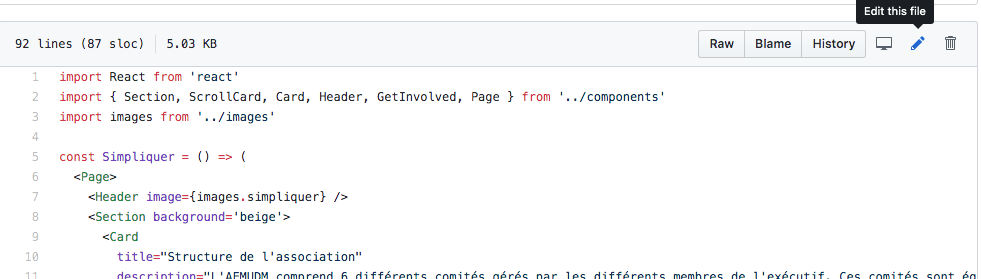 Edit this file
92 lines (87 sloc) 5.03 KB Raw Blame History
1 import React from 'react'
2 import { Section, ScrollCard, Card, Header, GetInvolved, Page } from '../components'
3 import images from '../images'
4
5 const Simpliquer = () => (
6 <Page>
7 <Header image={images.simpliquer} />
8 <Section background='beige'>
9 <Card
10 title="Structure de l'association"
11 description="L'AEMUDM comprend 6 différents comités gérés par les différents membres de l'exécutif. Ces comités sont ég